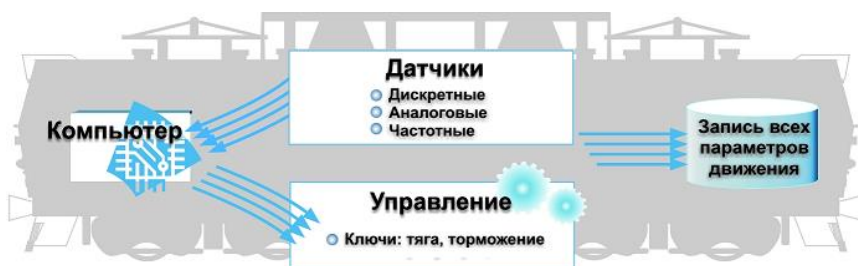 Датчики
Дискретные
Аналоговые
Частотные
Компьютер
Запись всех
параметров
движения
Управление
Ключи: тяга, торможение